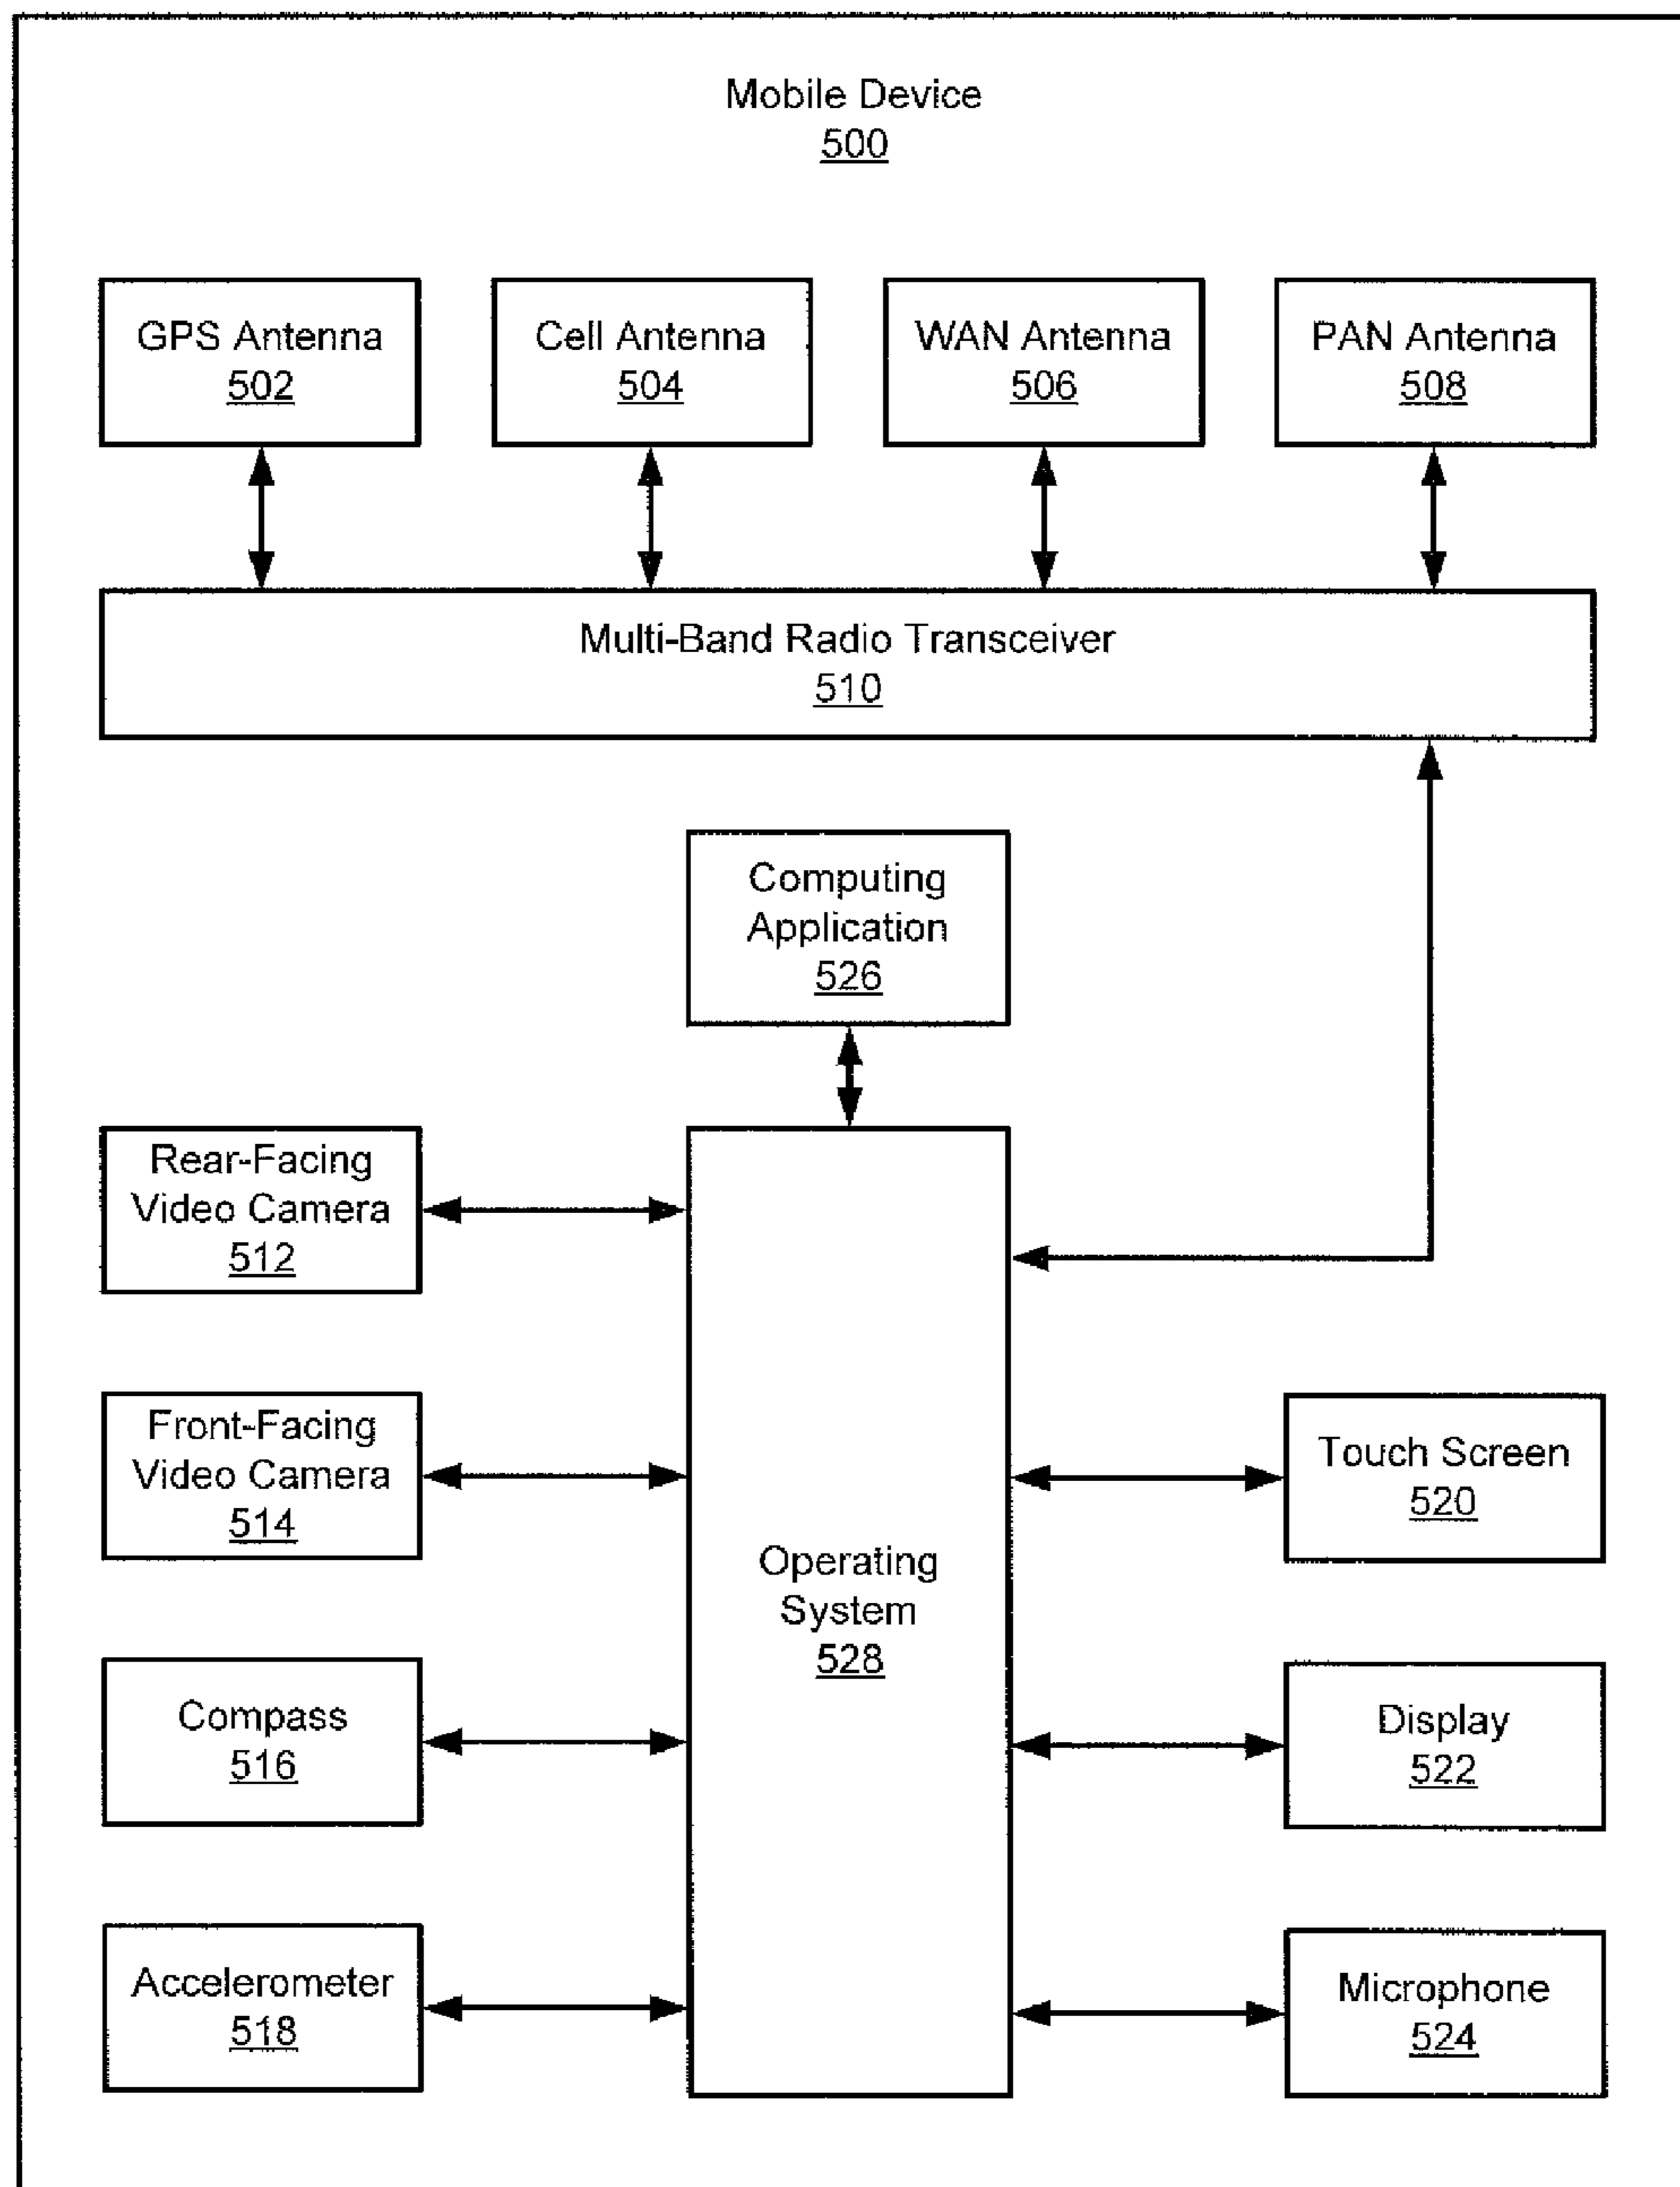 Mobile Device
500
GPS Antenna
502
Cell Antenna
504
WAN Antenna
506
PAN Antenna
508
Multi-Band Radio Transceiver
510
Computing
Application
526
Rear-Facing
Video Camera
512
Front-Facing
Video Camera
514
Compass
516
Accelerometer
518
Operating
System
528
Touch Screen
520
Display
522
Microphone
524